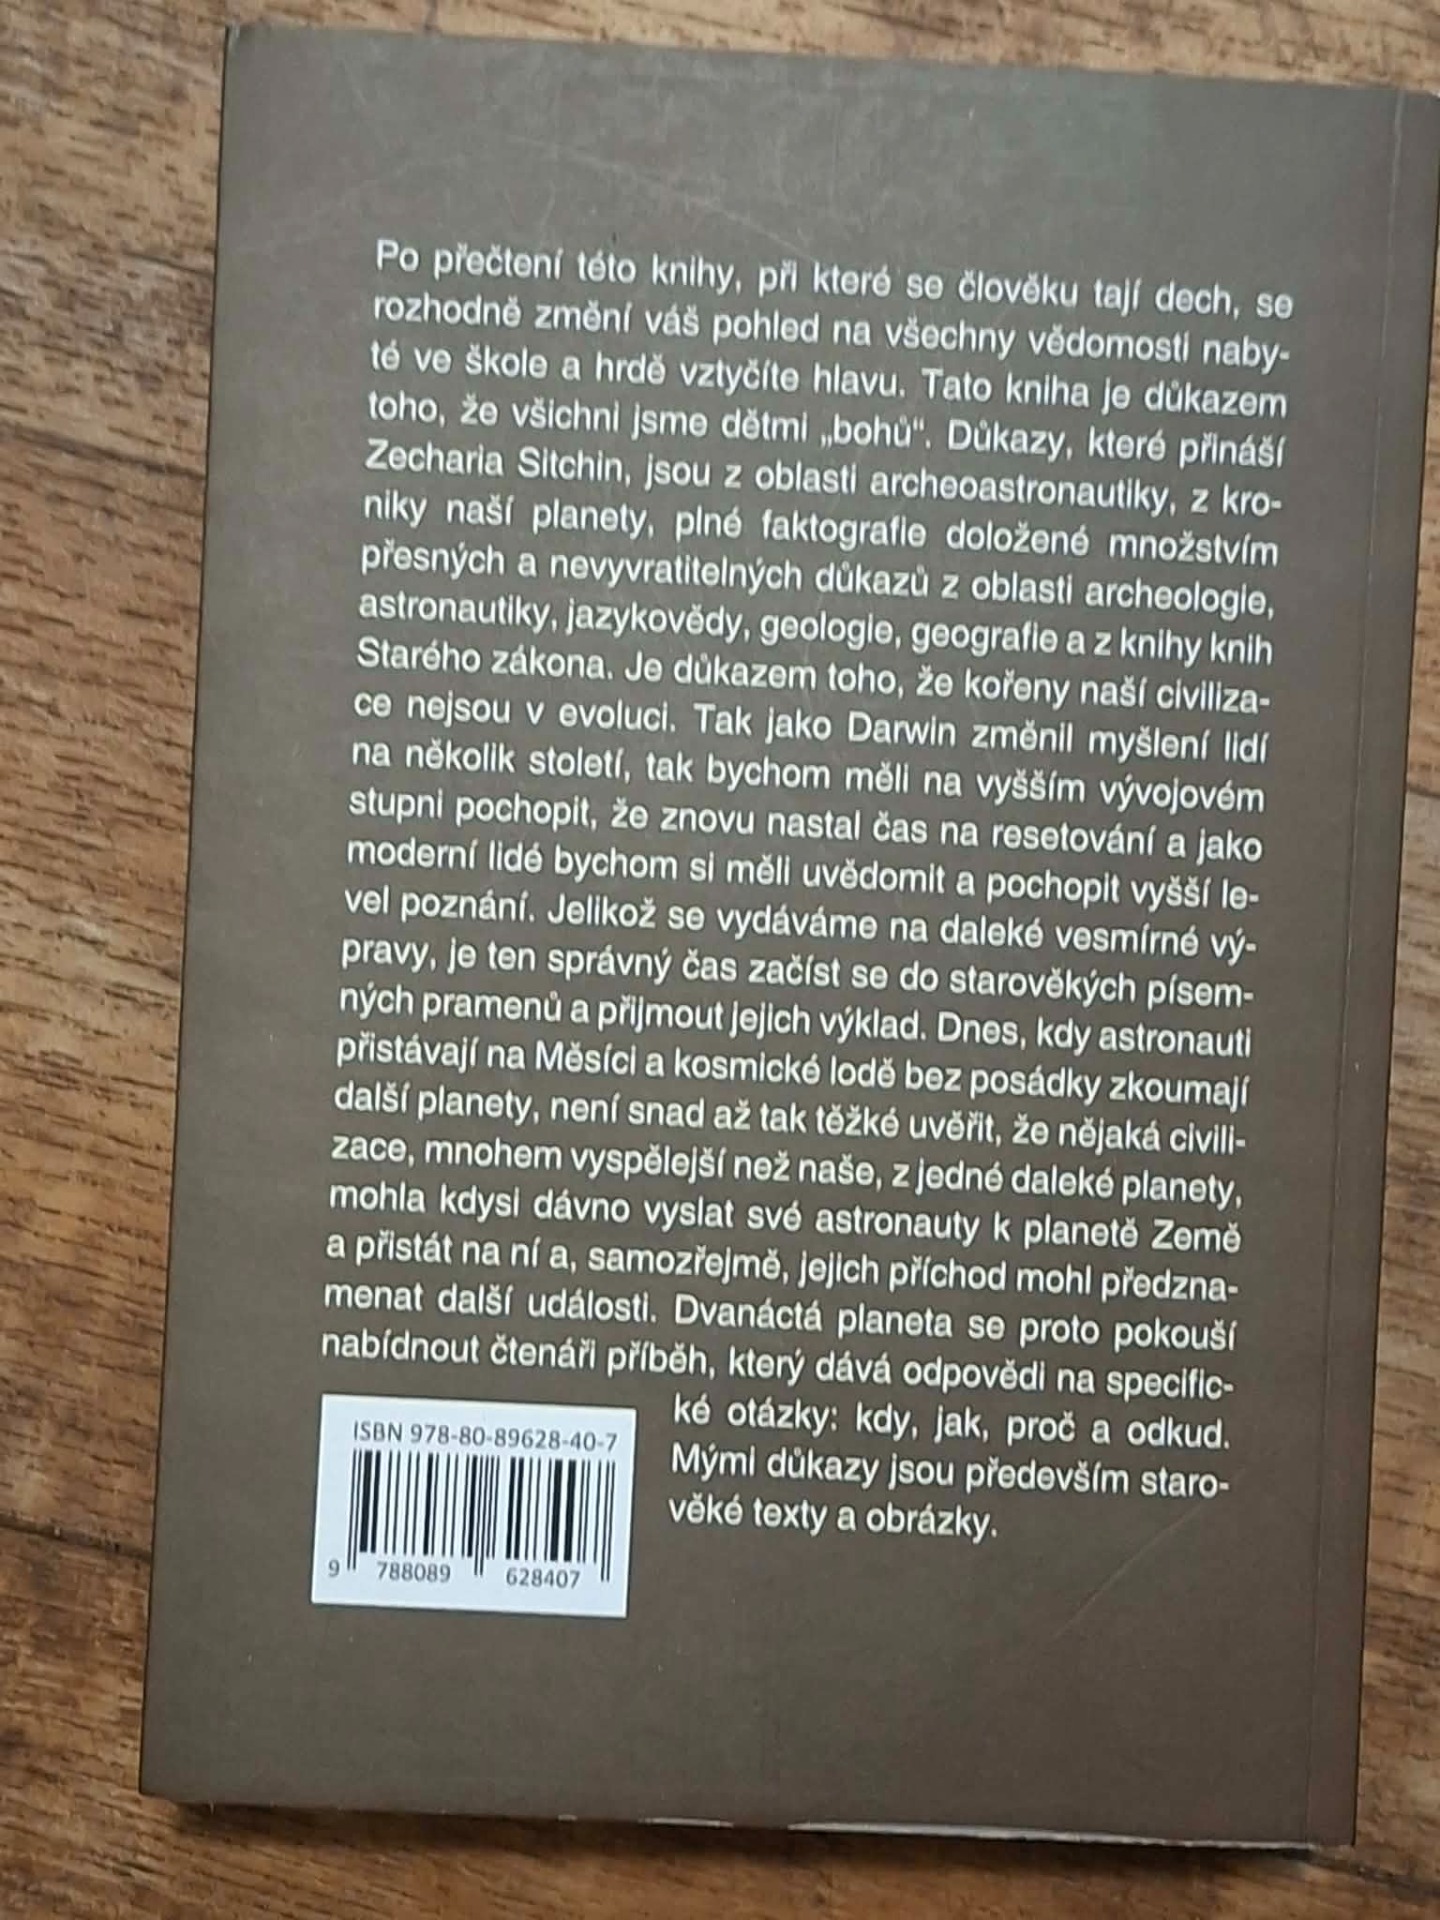 Po přečtení této knihy, při které se člověku tají dech, se
rozhodně změní váš pohled na všechny vědomosti naby-
té ve škole a hrdě vztyčíte hlavu. Tato kniha je důkazem
toho, že všichni jsme dětmi „bohů“. Důkazy, které přináší
Zecharia Sitchin, jsou z oblasti archeoastronautiky, z kro-
niky naší planety, plné faktografie doložené množstvím
přesných a nevyvratitelných důkazů z oblasti archeologie,
astronautiky, jazykovědy, geologie, geografie a z knihy knih
Starého zákona. Je důkazem toho, že kořeny naší civiliza-
ce nejsou v evoluci. Tak jako Darwin změnil myšlení lidí
na několik století, tak bychom měli na vyšším vývojovém
stupni pochopit, že znovu nastal čas na resetování a jako
moderní lidé bychom si měli uvědomit a pochopit vyšší le-
vel poznání. Jelikož se vydáváme na daleké vesmírné vý-
pravy, je ten správný čas začíst se do starověkých písem-
ných pramenů a přijmout jejich výklad. Dnes, kdy astronauti
přistávají na Měsíci a kosmické lodě bez posádky zkoumají
další planety, není snad až tak těžké uvěřit, že nějaká civili-
zace, mnohem vyspělejší než naše, z jedné daleké planety,
mohla kdysi dávno vyslat své astronauty k planetě Země
a přistát na ní a, samozřejmě, jejich příchod mohl předzna-
menat další události. Dvanáctá planeta se proto pokouší
nabídnout čtenáři příběh, který dává odpovědi na specific-
ké otázky: kdy, jak, proč a odkud.
Mými důkazy jsou především staro-
věké texty a obrázky.
ISBN 978-80-89628-40-7
9 788089 628407